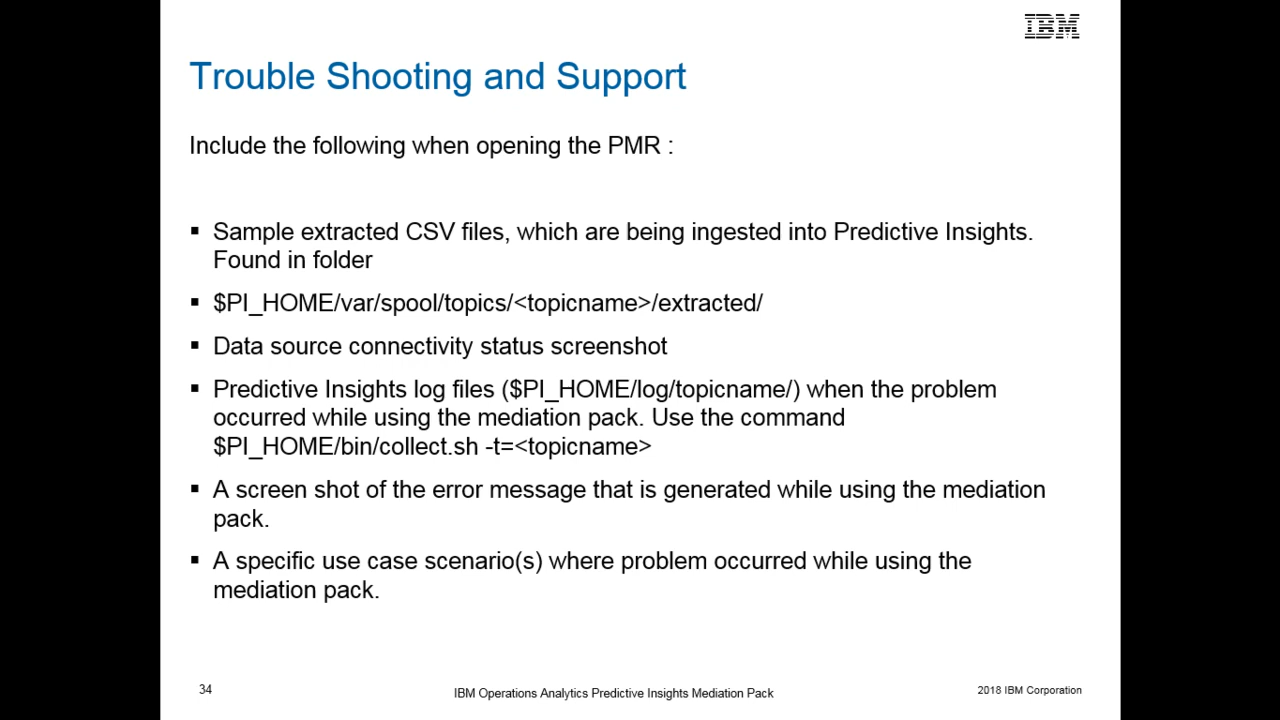 IBM
Trouble Shooting and Support
Include the following when opening the PMR :
▪ Sample extracted CSV files, which are being ingested into Predictive Insights.
Found in folder
▪ $PI_HOME/var/spool/topics/<topicname>/extracted/
▪ Data source connectivity status screenshot
▪ Predictive Insights log files ($PI_HOME/log/topicname/) when the problem
occurred while using the mediation pack. Use the command
$PI_HOME/bin/collect.sh -t=<topicname>
▪ A screen shot of the error message that is generated while using the mediation
pack.
▪ A specific use case scenario(s) where problem occurred while using the
mediation pack.
34
IBM Operations Analytics Predictive Insights Mediation Pack
2018 IBM Corporation